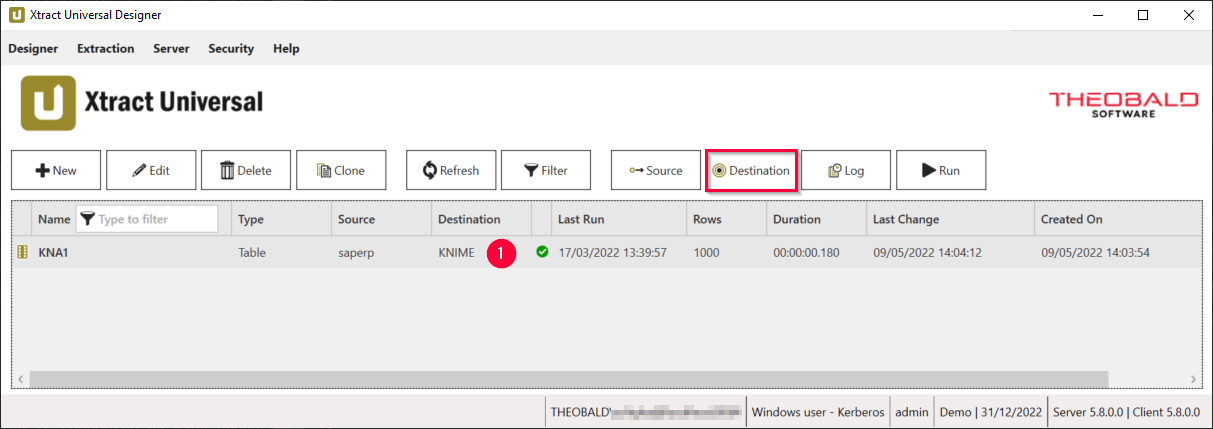 Xtract Universal Designer
Designer Extraction Server Security Help
Xtract Universal
THEOBALD
SOFTWARE
New Edit Delete Clone Refresh Filter Source Destination Log Run
Name Type to filter Type Source Destination Last Run Rows Duration Last Change Created On
KNA1 Table saperp KNIME 1 17/03/2022 13:39:57 1000 00:00:00.180 09/05/2022 14:04:12 09/05/2022 14:03:54
THEOBALD\ Windows user - Kerberos admin Demo | 31/12/2022 Server 5.8.0.0 | Client 5.8.0.0